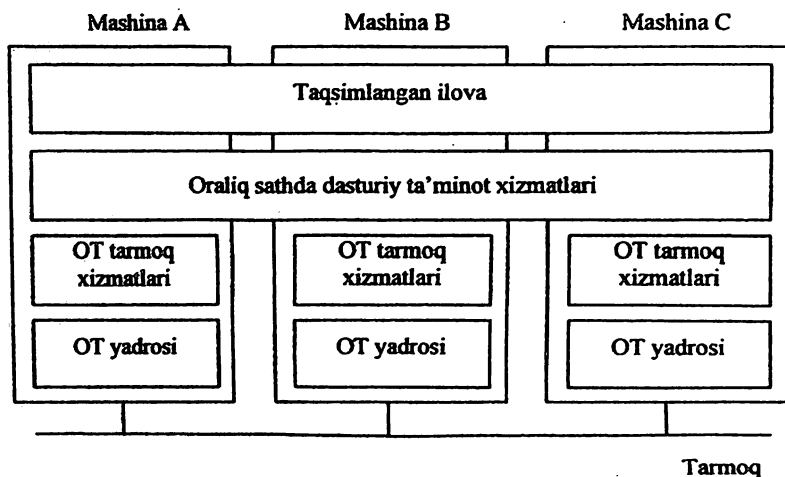 Mashina A Mashina B Mashina C
Taqsimlangan ilova
Oraliq sathda dasturiy ta’minot xizmatlari
OT tarmoq OT tarmoq OT tarmoq
xizmatlari xizmatlari xizmatlari
OT yadrosi OT yadrosi OT yadrosi
Tarmoq